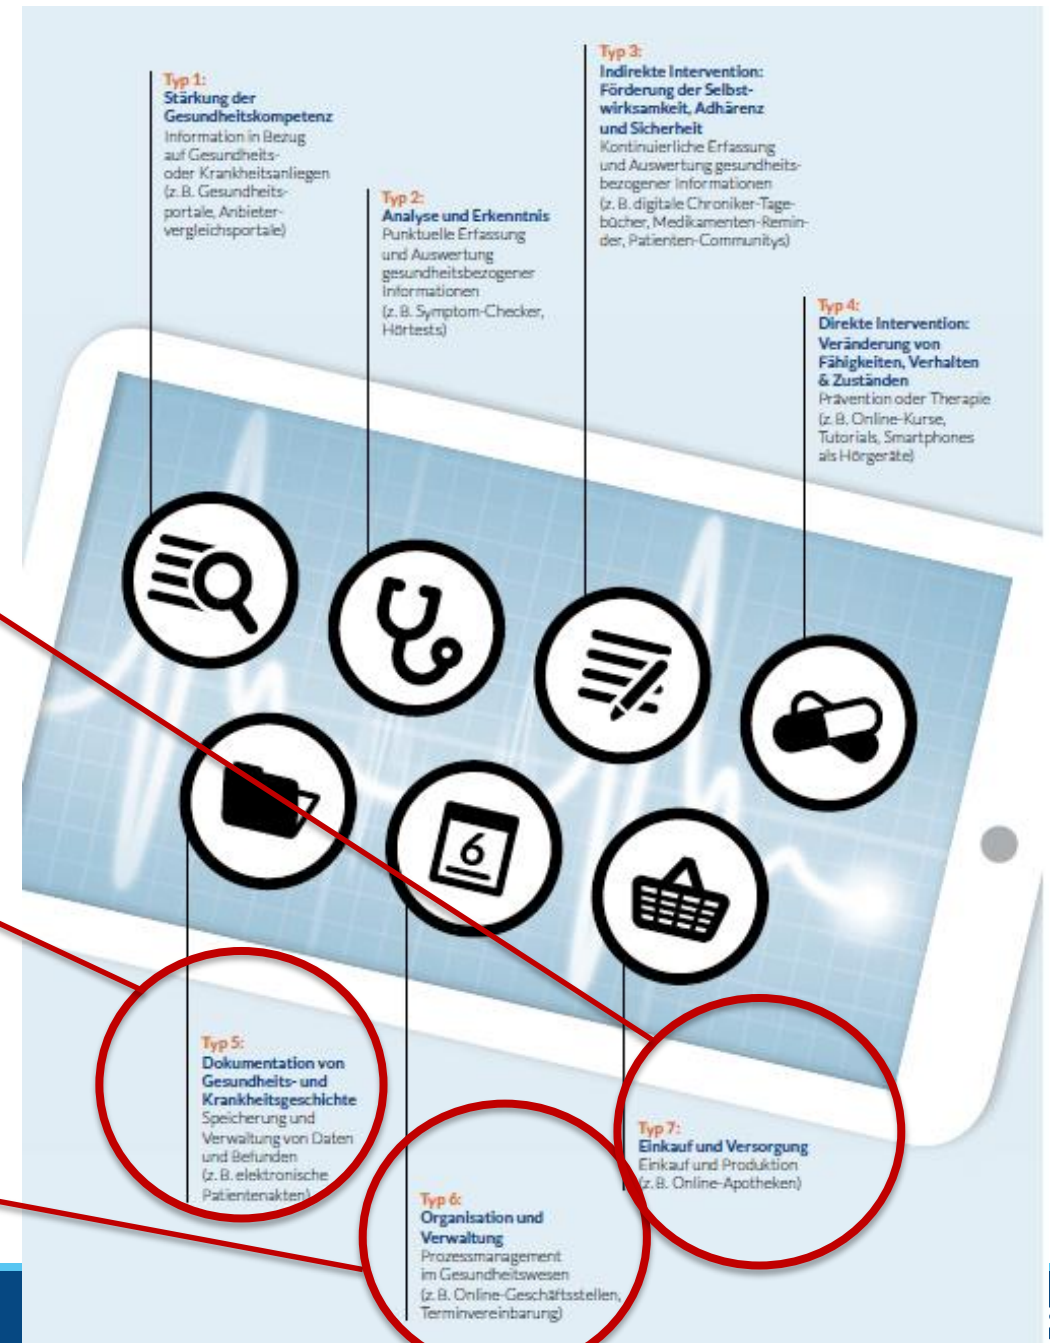 Typ 1:
Stärkung der
Gesundheitskompetenz
Information in Bezug
auf Gesundheits-
oder Krankheitsanliegen
(z. B. Gesundheits-
portale, Anbieter-
vergleichsportale)
Typ 2:
Analyse und Erkenntnis
Punktuelle Erfassung
und Auswertung
gesundheitsbezogener
Informationen
(z. B. Symptom-Checker,
Hörtests)
Typ 3:
Indirekte Intervention:
Förderung der Selbst-
wirksamkeit, Adhärenz
und Sicherheit
Kontinuierliche Erfassung
und Auswertung gesundheits-
bezogener Informationen
(z. B. digitale Chroniker-Tage-
bücher, Medikamenten-Remin-
der, Patienten-Communitys)
Typ 4:
Direkte Intervention:
Veränderung von
Fähigkeiten, Verhalten
& Zuständen
Prävention oder Therapie
(z. B. Online-Kurse,
Tutorials, Smartphones
als Hörgeräte)
6
Typ 5:
Dokumentation von
Gesundheits- und
Krankheitsgeschichte
Speicherung und
Verwaltung von Daten
und Befunden
(z. B. elektronische
Patientenakten)
Typ 6:
Organisation und
Verwaltung
Prozessmanagement
im Gesundheitswesen
(z. B. Online-Geschäftsstellen,
Terminvereinbarung)
Typ 7:
Einkauf und Versorgung
Einkauf und Produktion
(z. B. Online-Apotheken)